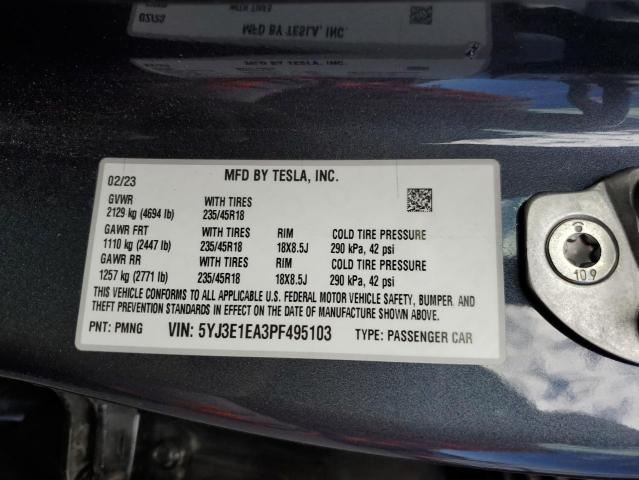 02/23
MFD BY TESLA, INC.
02/23 MFD BY TESLA, INC.
GVWR WITH TIRES
2129 kg (4694 lb) 235/45R18
GAWR FRT WITH TIRES RIM COLD TIRE PRESSURE
1110 kg (2447 lb) 235/45R18 18X8.5J 290 kPa, 42 psi
GAWR RR WITH TIRES RIM COLD TIRE PRESSURE
1257 kg (2771 lb) 235/45R18 18X8.5J 290 kPa, 42 psi
THIS VEHICLE CONFORMS TO ALL APPLICABLE U.S. FEDERAL MOTOR VEHICLE SAFETY, BUMPER, AND
THEFT PREVENTION STANDARDS IN EFFECT ON THE DATE OF MANUFACTURE SHOWN ABOVE.
PNT: PMNG VIN: 5YJ3E1EA3PF495103 TYPE: PASSENGER CAR
10.9